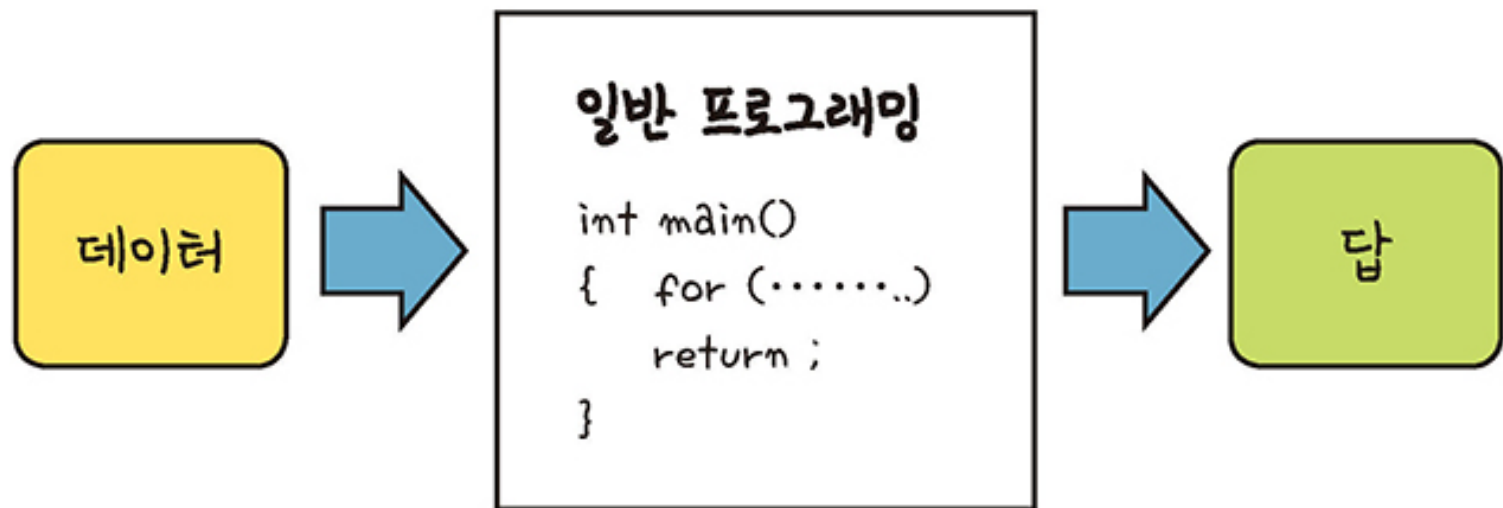 데이터
일반 프로그래밍
int main()
{ for (········)
return ;
}
답